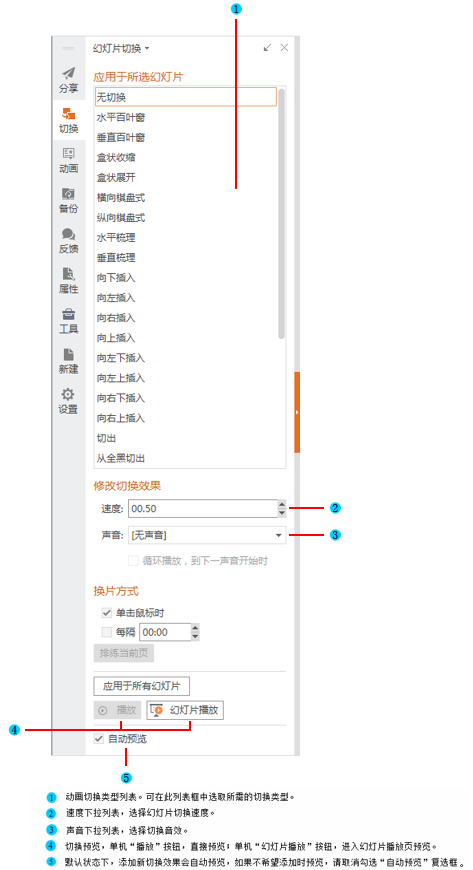 1
幻灯片切换
分享
切换
动画
备份
反馈
属性
工具
新建
设置
应用于所选幻灯片
无切换
水平百叶窗
垂直百叶窗
盒状收缩
盒状展开
横向棋盘式
纵向棋盘式
水平梳理
垂直梳理
向下插入
向左插入
向右插入
向上插入
向左下插入
向左上插入
向右下插入
向右上插入
切出
从全黑切出
修改切换效果
速度: 00.50
2
声音: [无声音]
3
循环播放，到下一声音开始时
换片方式
单击鼠标时
每隔 00:00
排练当前页
应用于所有幻灯片
播放 幻灯片播放
4
自动预览
5
1 动画切换类型列表。可在此列表框中选取所需的切换类型。
2 速度下拉列表，选择幻灯片切换速度。
3 声音下拉列表，选择切换音效。
4 切换预览，单机“播放”按钮，直接预览；单机“幻灯片播放”按钮，进入幻灯片播放页预览。
5 默认状态下，添加新切换效果会自动预览，如果不希望添加时预览，请取消勾选“自动预览”复选框。